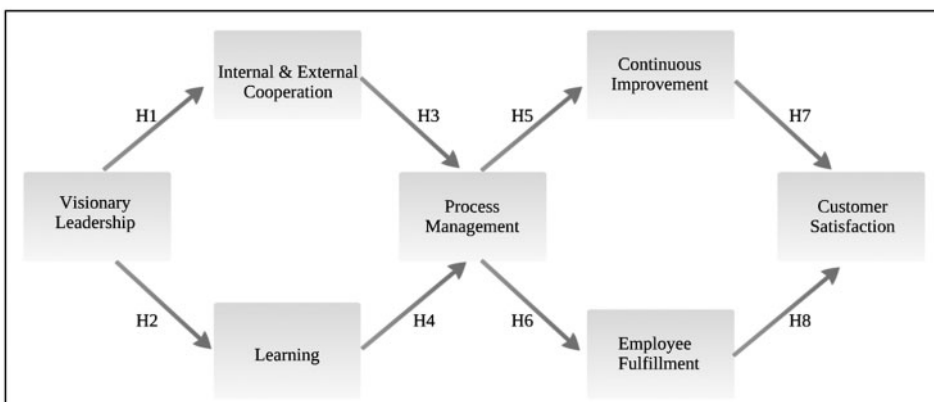 Internal & External
Cooperation
Continuous
Improvement
H1
H3
H5
H7
Visionary
Leadership
Process
Management
Customer
Satisfaction
H2
H4
H6
H8
Learning
Employee
Fulfillment